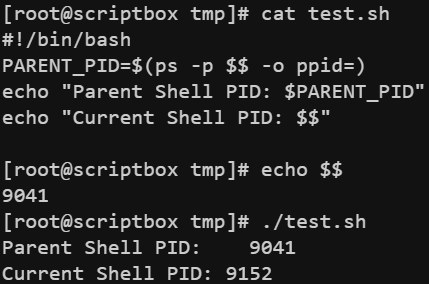 [root@scriptbox tmp]# cat test.sh
#!/bin/bash
PARENT_PID=$(ps -p $$ -o ppid=)
echo "Parent Shell PID: $PARENT_PID"
echo "Current Shell PID: $$"

[root@scriptbox tmp]# echo $$
9041
[root@scriptbox tmp]# ./test.sh
Parent Shell PID:    9041
Current Shell PID: 9152